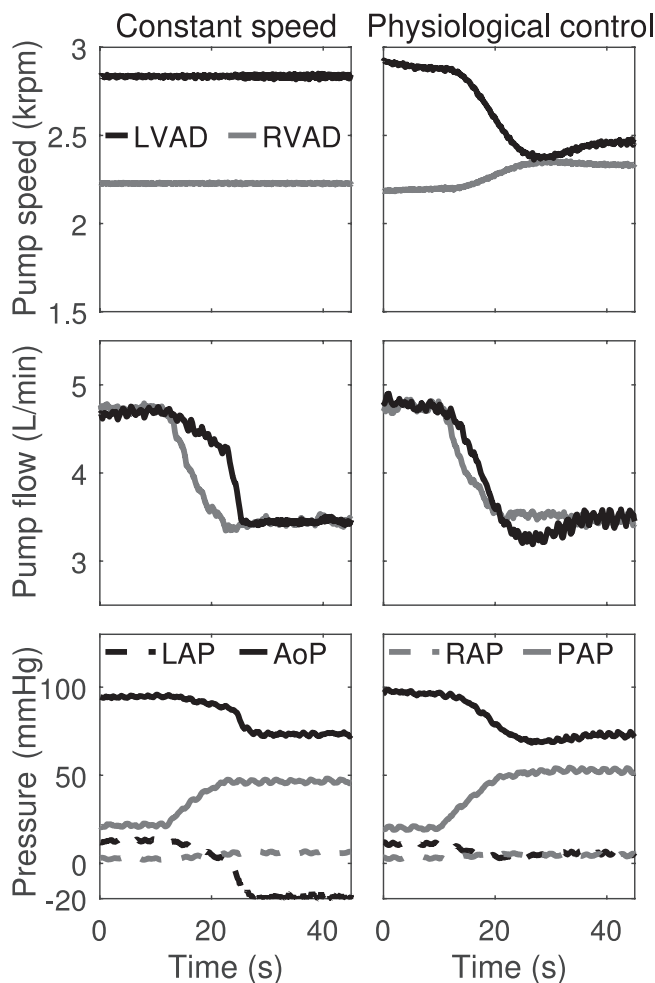 Constant speed
Physiological control
Pump speed (krpm)
3
2.5
2
1.5
LVAD
RVAD
Pump flow (L/min)
5
4
3
Pressure (mmHg)
100
50
0
-20
LAP
AoP
RAP
PAP
0
20
40
0
20
40
Time (s)
Time (s)